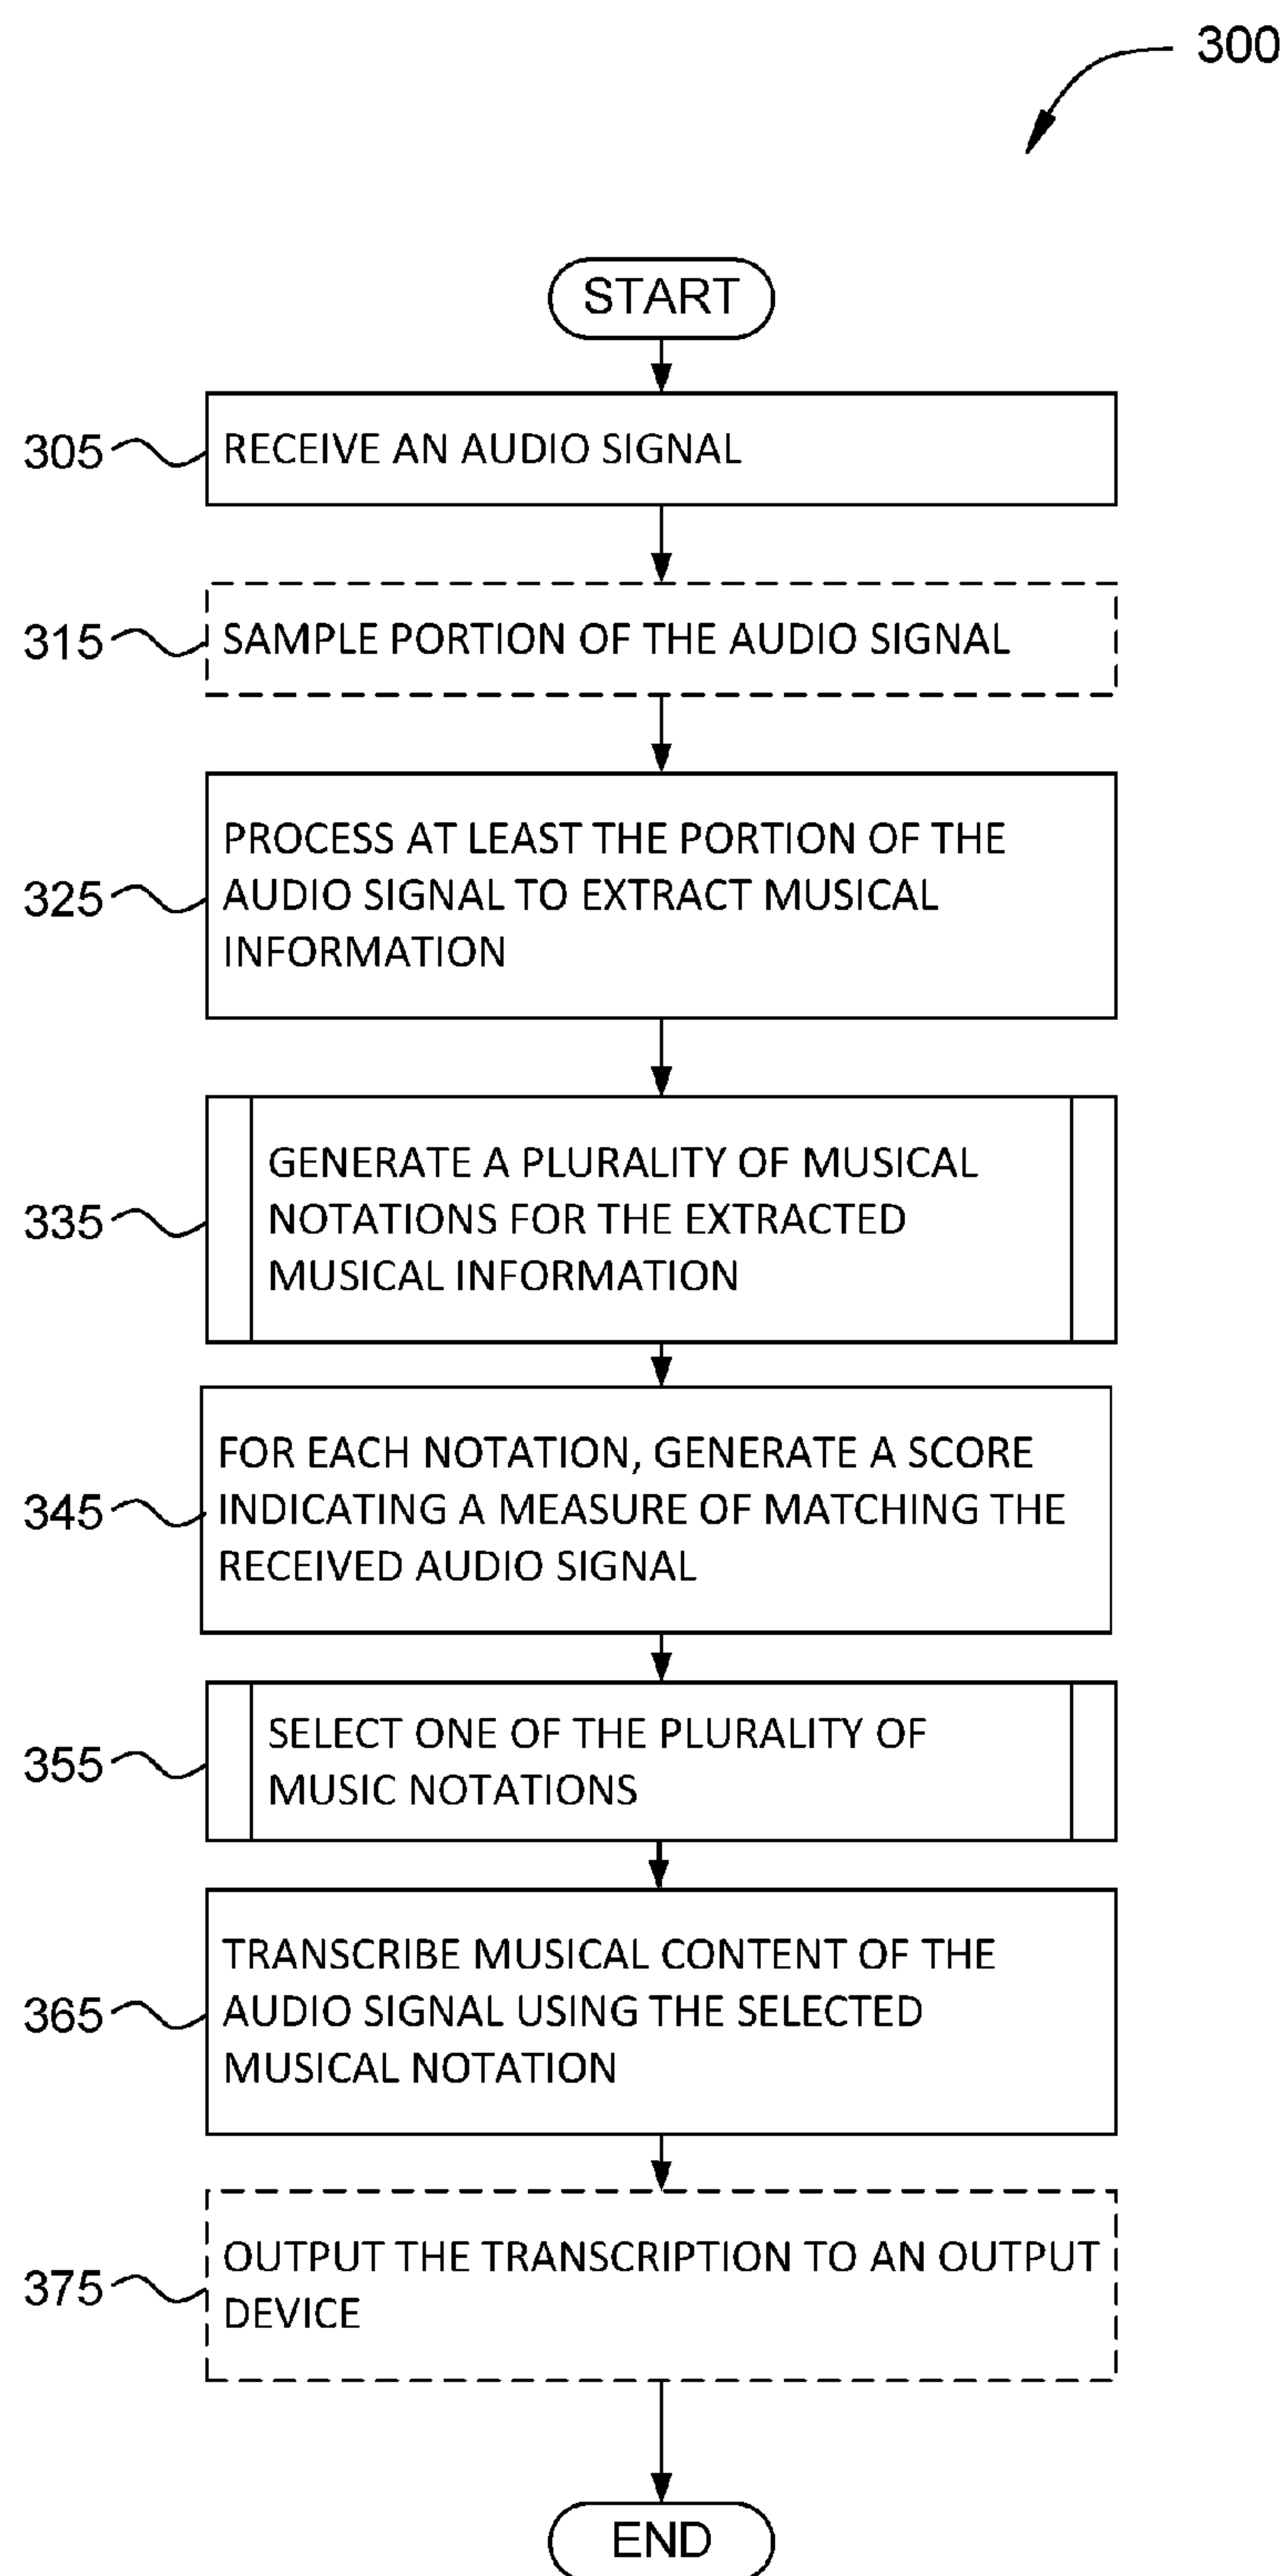 300
START
305
RECEIVE AN AUDIO SIGNAL
315
SAMPLE PORTION OF THE AUDIO SIGNAL
325
PROCESS AT LEAST THE PORTION OF THE
AUDIO SIGNAL TO EXTRACT MUSICAL
INFORMATION
335
GENERATE A PLURALITY OF MUSICAL
NOTATIONS FOR THE EXTRACTED
MUSICAL INFORMATION
345
FOR EACH NOTATION, GENERATE A SCORE
INDICATING A MEASURE OF MATCHING THE
RECEIVED AUDIO SIGNAL
355
SELECT ONE OF THE PLURALITY OF
MUSIC NOTATIONS
365
TRANSCRIBE MUSICAL CONTENT OF THE
AUDIO SIGNAL USING THE SELECTED
MUSICAL NOTATION
375
OUTPUT THE TRANSCRIPTION TO AN OUTPUT
DEVICE
END